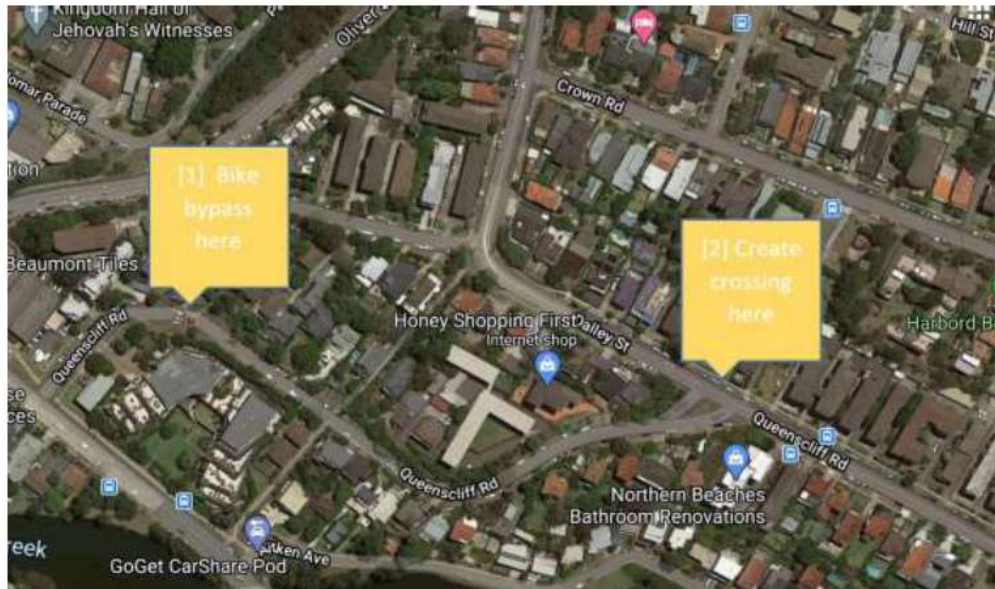 Kingdom Hall of
Jehovah's Witnesses
Oliver
Hill St
Crown Rd
Parade
[1] Bike
bypass
here
[2] Create
crossing
here
Beaumont Tiles
Queenscliff Rd
Honey Shopping First
Internet shop
Dalley St
Harbord B
Queenscliff Rd
Queenscliff Rd
Northern Beaches
Bathroom Renovations
Aitken Ave
GoGet CarShare Pod
eek